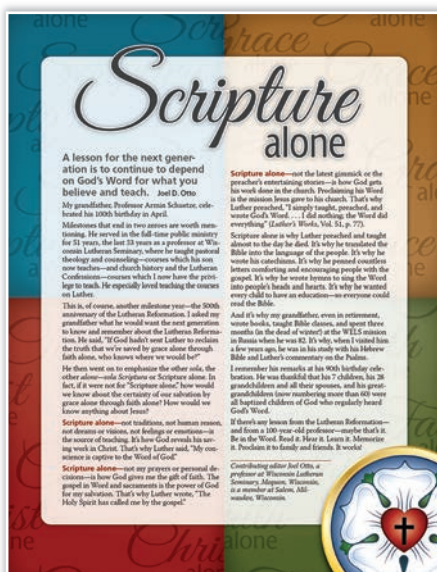 Scripture
alone
A lesson for the next gener-
ation is to continue to depend
on God's Word for what you
believe and teach. Joel D. Otto
My grandfather, Professor Armin Schuetze, cel-
ebrated his 100th birthday in April.
Milestones that end in two zeroes are worth men-
tioning. He served in the full-time public ministry
for 51 years, the last 33 years as a professor at Wis-
consin Lutheran Seminary, where he taught pastoral
theology and counseling—courses which his son
now teaches—and church history and the Lutheran
Confessions—courses which I now have the privi-
lege to teach. He especially loved teaching the courses
on Luther.
This is, of course, another milestone year—the 500th
anniversary of the Lutheran Reformation. I asked my
grandfather what he would want the next generation
to know and remember about the Lutheran Reforma-
tion. He said, "If God hadn't sent Luther to reclaim
the truth that we're saved by grace alone through
faith alone, who knows where we would be?"
He then went on to emphasize the other sola, the
other alone—sola Scriptura or Scripture alone. In
fact, if it were not for "Scripture alone," how would
we know about the certainty of our salvation by
grace alone through faith alone? How would we
know anything about Jesus?
Scripture alone—not traditions, not human reason,
not dreams or visions, not feelings or emotions—is
the source of teaching. It's how God reveals his sav-
ing work in Christ. That's why Luther said, "My con-
science is captive to the Word of God."
Scripture alone—not my prayers or personal de-
cisions—is how God gives me the gift of faith. The
gospel in Word and sacraments is the power of God
for my salvation. That's why Luther wrote, "The
Holy Spirit has called me by the gospel."
Scripture alone—not the latest gimmick or the
preacher's entertaining stories—is how God gets
his work done in the church. Proclaiming his Word
is the mission Jesus gave to his church. That's why
Luther preached, "I simply taught, preached, and
wrote God's Word. . . . I did nothing; the Word did
everything" (Luther's Works, Vol. 51, p. 77).
Scripture alone is why Luther preached and taught
almost to the day he died. It's why he translated the
Bible into the language of the people. It's why he
wrote his catechisms. It's why he penned countless
letters comforting and encouraging people with the
gospel. It's why he wrote hymns to sing the Word
into people's heads and hearts. It's why he wanted
every child to have an education—so everyone could
read the Bible.
And it's why my grandfather, even in retirement,
wrote books, taught Bible classes, and spent three
months (in the dead of winter!) at the WELS mission
in Russia when he was 82. It's why, when I visited him
a few years ago, he was in his study with his Hebrew
Bible and Luther's commentary on the Psalms.
I remember his remarks at his 90th birthday cele-
bration. He was thankful that his 7 children, his 28
grandchildren and all their spouses, and his great-
grandchildren (now numbering more than 60) were
all baptized children of God who regularly heard
God's Word.
If there's any lesson from the Lutheran Reformation—
and from a 100-year-old professor—maybe that's it.
Be in the Word. Read it. Hear it. Learn it. Memorize
it. Proclaim it to family and friends. It works!
Contributing editor Joel Otto, a
professor at Wisconsin Lutheran
Seminary, Mequon, Wisconsin,
is a member at Salem, Mil-
waukee, Wisconsin.